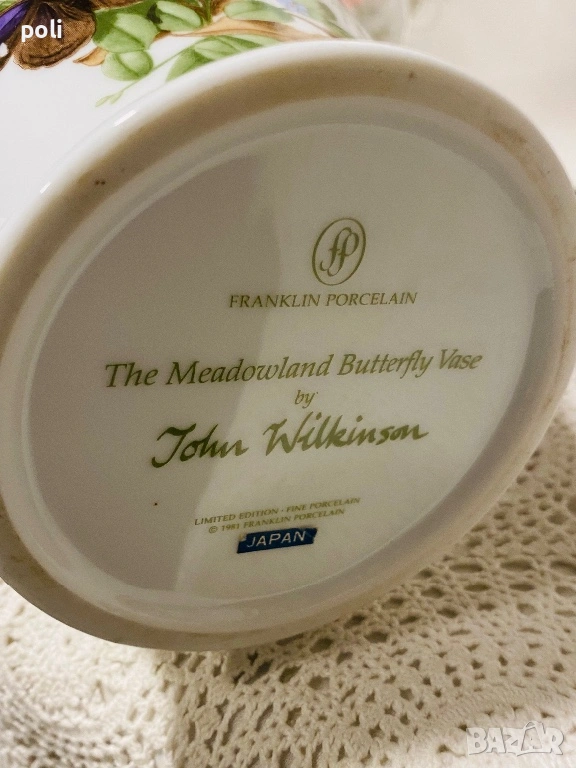 poli
fp
FRANKLIN PORCELAIN
The Meadowland Butterfly Vase
by
John Wilkinson
LIMITED EDITION - FINE PORCELAIN
© 1981 FRANKLIN PORCELAIN
JAPAN
BAZAR